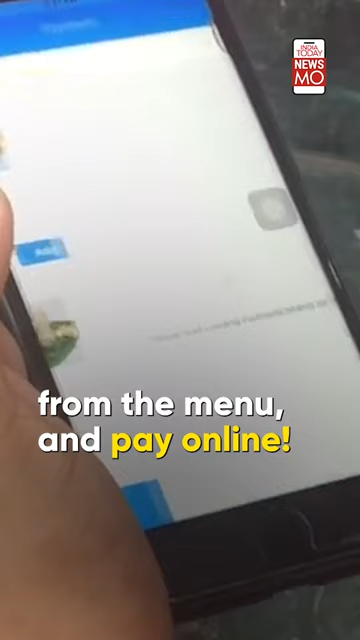 INDIA
TODAY
NEWS
MO
from the menu,
and pay online!